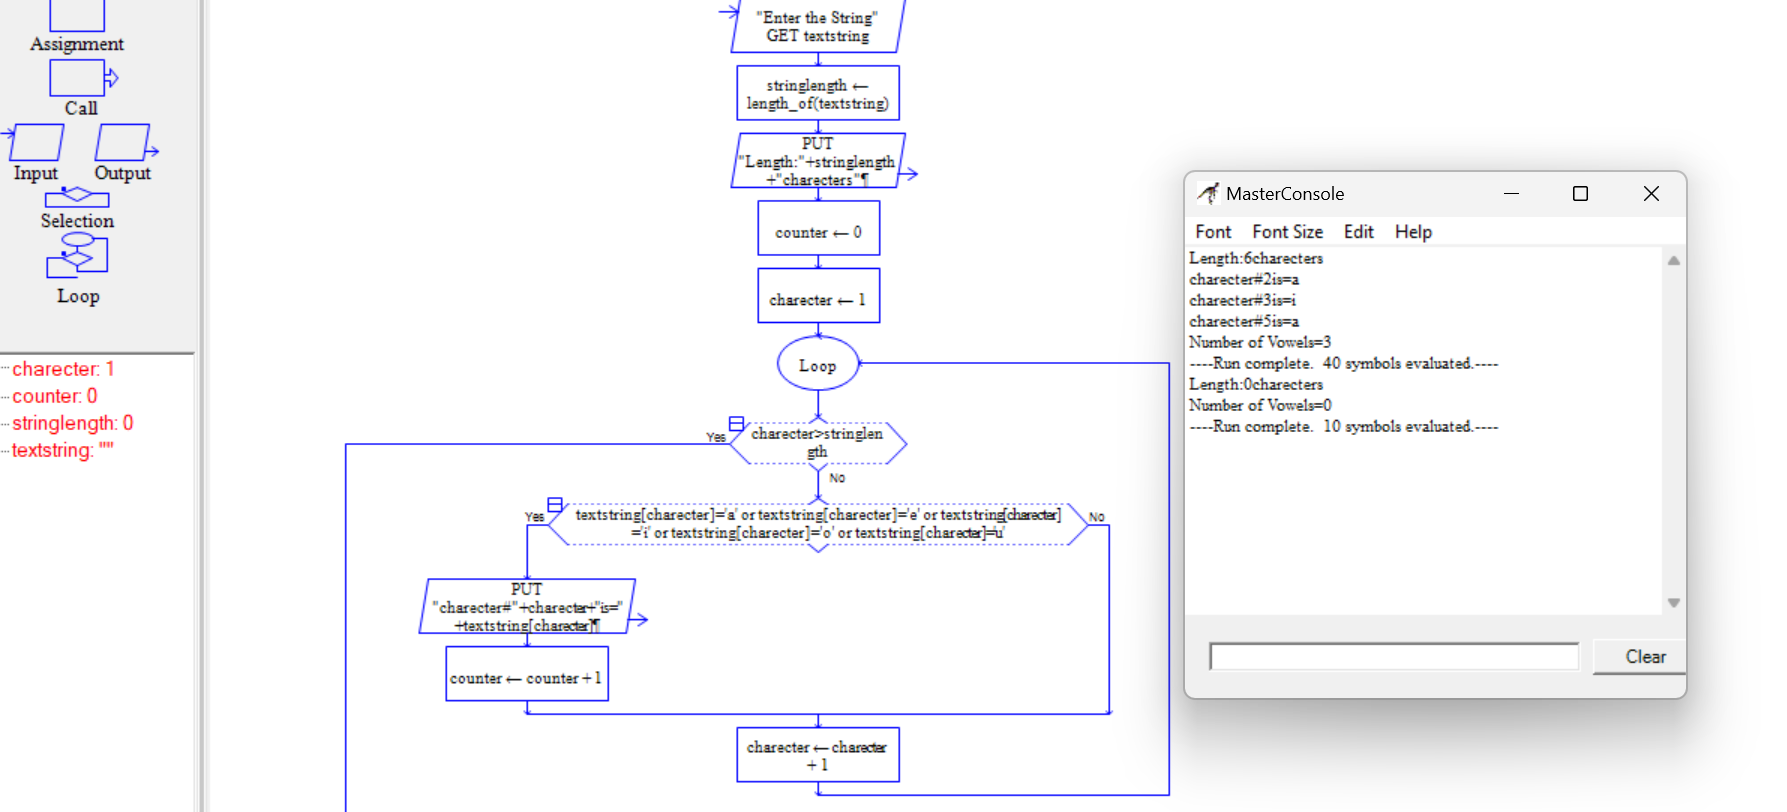 Assignment
Call
Input
Output
Selection
Loop
charecter: 1
counter: 0
stringlength: 0
textstring: ""
"Enter the String"
GET textstring
stringlength ←
length_of(textstring)
PUT
"Length:"+stringlength
+"charecters"¶
counter ← 0
charecter ← 1
Loop
Yes
charecter>stringlen
gth
No
Yes
textstring[charecter]='a' or textstring[charecter]='e' or textstring[charecter]
='i' or textstring[charecter]='o' or textstring[charecter]='u'
No
PUT
"charecter#"+charecter+"is="
+textstring[charecter]¶
counter ← counter + 1
charecter ← charecter
+ 1
MasterConsole
Font Font Size Edit Help
Length:6charecters
charecter#2is=a
charecter#3is=i
charecter#5is=a
Number of Vowels=3
----Run complete. 40 symbols evaluated.----
Length:0charecters
Number of Vowels=0
----Run complete. 10 symbols evaluated.----
Clear